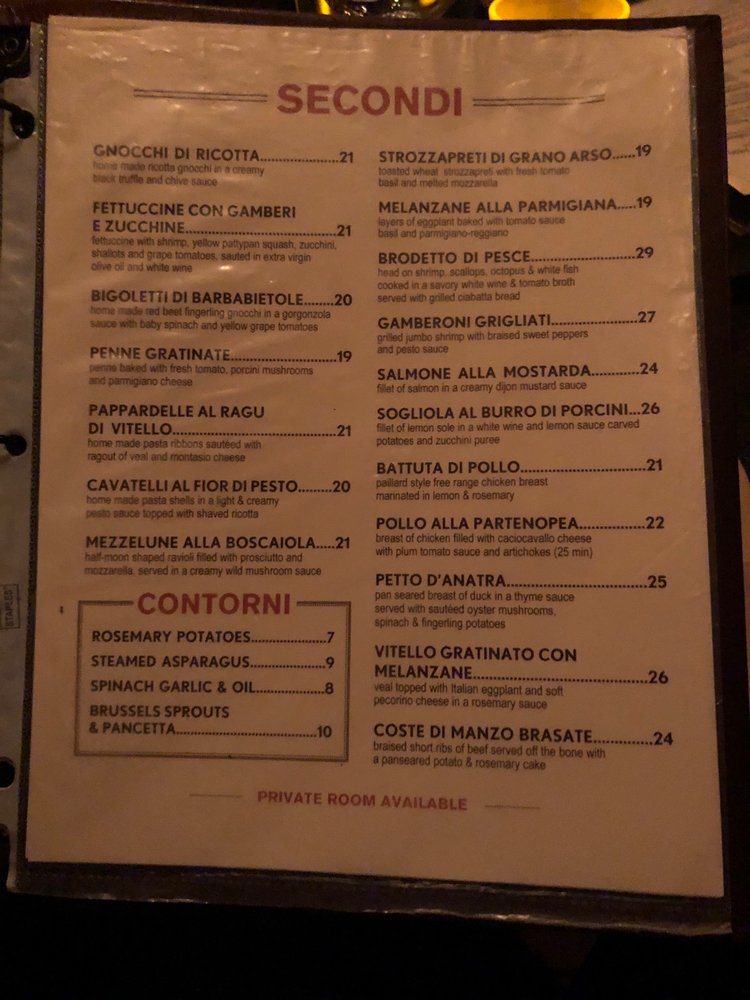 SECONDI
GNOCCHI DI RICOTTA....................21
home made ricotta gnocchi in a creamy
black truffle and chive sauce
FETTUCCINE CON GAMBERI
E ZUCCHINE.......................................21
fettuccine with shrimp, yellow pattypan squash, zucchini,
shallots and grape tomatoes, sauted in extra virgin
olive oil and white wine
BIGOLETTI DI BARBABIETOLE........20
home made red beet fingerling gnocchi in a gorgonzola
sauce with baby spinach and yellow grape tomatoes
PENNE GRATINATE...........................19
penne baked with fresh tomato, porcini mushrooms
and parmigiano cheese
PAPPARDELLE AL RAGU
DI VITELLO..........................................21
home made pasta ribbons sautéed with
ragout of veal and montasio cheese
CAVATELLI AL FIOR DI PESTO.........20
home made pasta shells in a light & creamy
pesto sauce topped with shaved ricotta
MEZZELUNE ALLA BOSCAIOLA.....21
half-moon shaped ravioli filled with prosciutto and
mozzarella, served in a creamy wild mushroom sauce
CONTORNI
ROSEMARY POTATOES...................7
STEAMED ASPARAGUS...................9
SPINACH GARLIC & OIL.................8
BRUSSELS SPROUTS
& PANCETTA...................................10
STROZZAPRETI DI GRANO ARSO......19
toasted wheat strozzapreti with fresh tomato
basil and melted mozzarella
MELANZANE ALLA PARMIGIANA.....19
layers of eggplant baked with tomato sauce
basil and parmigiano-reggiano
BRODETTO DI PESCE.......................29
head on shrimp, scallops, octopus & white fish
cooked in a savory white wine & tomato broth
served with grilled ciabatta bread
GAMBERONI GRIGLIATI...................27
grilled jumbo shrimp with braised sweet peppers
and pesto sauce
SALMONE ALLA MOSTARDA............24
fillet of salmon in a creamy dijon mustard sauce
SOGLIOLA AL BURRO DI PORCINI...26
fillet of lemon sole in a white wine and lemon sauce carved
potatoes and zucchini puree
BATTUTA DI POLLO...........................21
paillard style free range chicken breast
marinated in lemon & rosemary
POLLO ALLA PARTENOPEA..............22
breast of chicken filled with caciocavallo cheese
with plum tomato sauce and artichokes (25 min)
PETTO D'ANATRA..............................25
pan seared breast of duck in a thyme sauce
served with sautéed oyster mushrooms,
spinach & fingerling potatoes
VITELLO GRATINATO CON
MELANZANE.....................................26
veal topped with Italian eggplant and soft
pecorino cheese in a rosemary sauce
COSTE DI MANZO BRASATE.............24
braised short ribs of beef served off the bone with
a panseared potato & rosemary cake
PRIVATE ROOM AVAILABLE
STAPLES